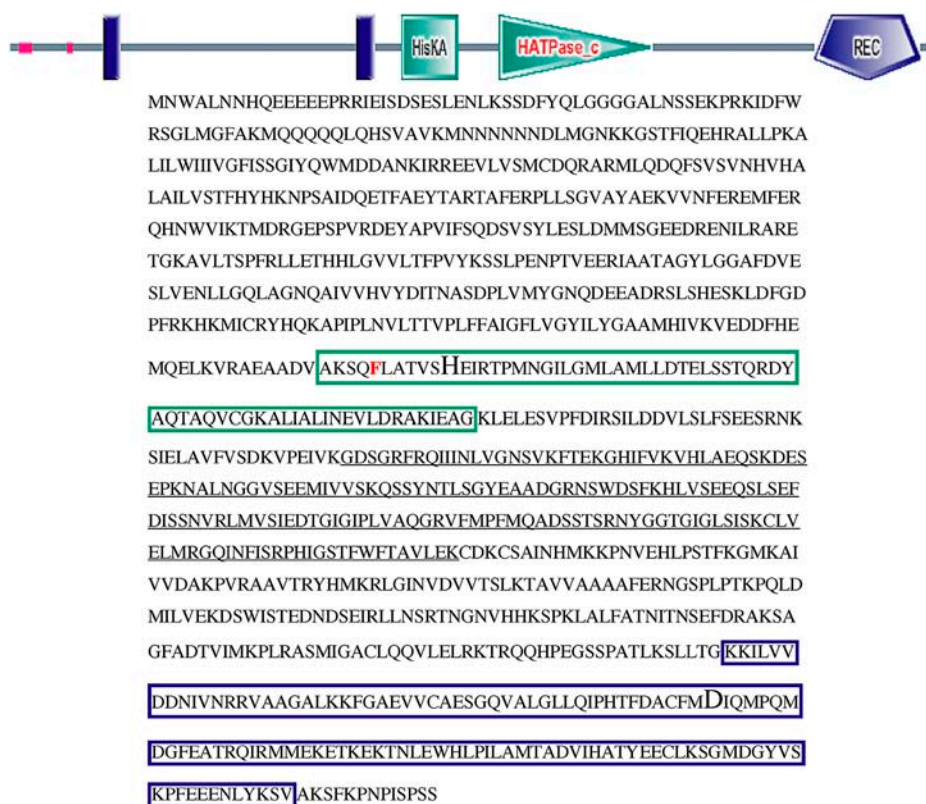 HisKA HATPase_c REC
MNWALNNHQEEEEEPRRIEISDSESLENLKSSDFYQLGGGGALNSSEKPRKIDFW
RSGLMGFAKMQQQQQLQHSVAVKMNNNNNNDLMGNKKGSTFIQEHRALLPKA
LILWIIIVGFISSGIYQWMDDANKIRREEVLVSMCDQRARMLQDQFSVSVNHVHA
LAILVSTFHYHKNPSAIDQETFAEYTARTAFERPLLSGVAYAEKVVNFEREMFER
QHNWVIKTMDRGEPSPVRDEYAPVIFSQDSVSYLESLDMMSGEEDRENILRARE
TGKAVLTSPFRLLETHHLGVVLTFPVYKSSLPENPTVEERIAATAGYLGGAFDVE
SLVENLLGQLAGNQAIVVHVYDITNASDPLVMYGNQDEEADRSLSHESKLDFGD
PFRKHKMICRYHQKAPIPLNVLTTVPLFFAIGFLVGYILYGAAMHIVKVEDDFHE
MQELKVRAEAADVAKSQFLATVSHEIRTPMNGILGMLAMLLDTELSSTQRDY
AQTAQVCGKALIALINEVLDRAKIEAGKLELESVPFDIRSILDDVLSLFSEESRNK
SIELAVFVSDKVPEIVKGDSGRFRQIIINLVGNSVKFTEKGHIFVKVHLAEQSKDES
EPKNALNGGVSEEMIVVSKQSSYNTLSGYEAADGRNSWDSFKHLVSEEQSLSEF
DISSNVRLMVSIEDTGIGIPLVAQGRVFMPFMQADSSTSRNYGGTGIGLSISKCLV
ELMRGQINFISRPHIGSTFWFTAVLEKCDKCSAINHMKKPNVEHLPSTFKGMKAI
VVDAKPVRAAVTRYHMKRLGINVDVVTSLKTAVVAAAAFERNGSPLPTKPQLD
MILVEKDSWISTEDNDSEIRLLNSRTNGNVHHKSPKLALFATNITNSEFDRAKSA
GFADTVIMKPLRASMIGACLQQVLELRKTRQQHPEGSSPATLKSLLTGKKILVV
DDNIVNRRVAAGALKKFGAEVVCAESGQVALGLLQIPHTFDACFMDIQMPQM
DGFEATRQIRMMEKETKEKTNLEWHLPILAMTADVIHATYEECLKSGMDGYVS
KPFEEENLYKSVAKSFKPNPISPSS